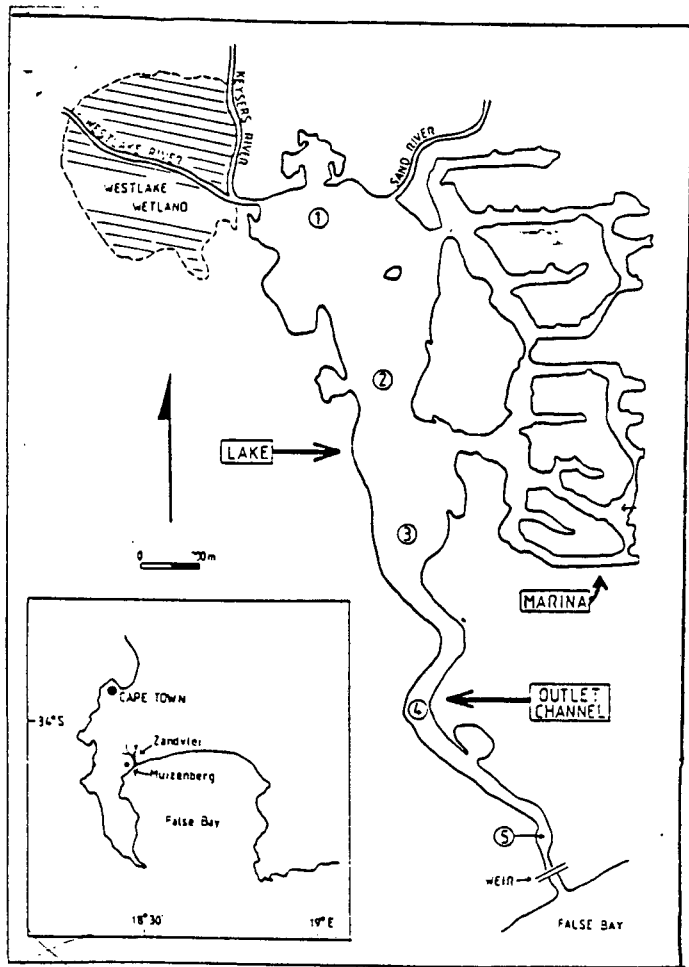 KEYSERS
RIVER
WESTLAKE RIVER
SAND RIVER
WESTLAKE
WETLAND
1
2
LAKE
3
0
MARINA
4
OUTLET
CHANNEL
CAPE TOWN
34°S
Zandvlei
Muizenberg
False Bay
18°30'
19°E
5
WEIR
FALSE BAY